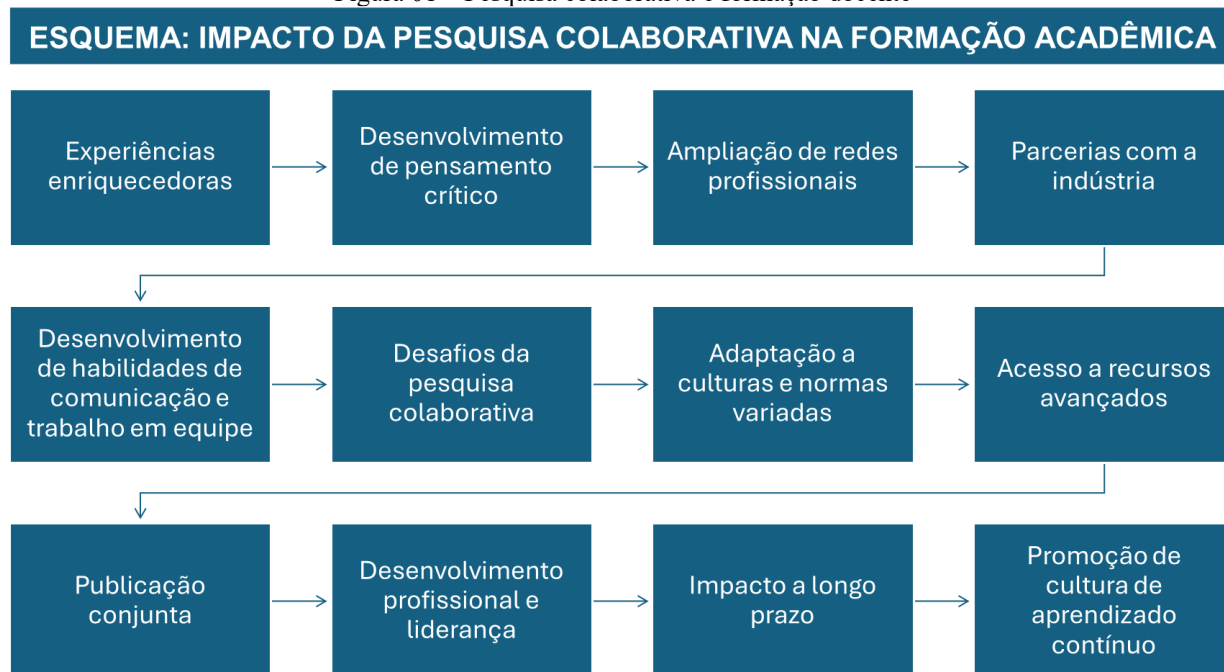 ESQUEMA: IMPACTO DA PESQUISA COLABORATIVA NA FORMAÇÃO ACADÊMICA
Experiências
enriquecedoras
Desenvolvimento
de pensamento
crítico
Ampliação de redes
profissionais
Parcerias com a
indústria
Desenvolvimento
de habilidades de
comunicação e
trabalho em equipe
Desafios da
pesquisa
colaborativa
Adaptação a
culturas e normas
variadas
Acesso a recursos
avançados
Publicação
conjunta
Desenvolvimento
profissional e
liderança
Impacto a longo
prazo
Promoção de
cultura de
aprendizado
contínuo